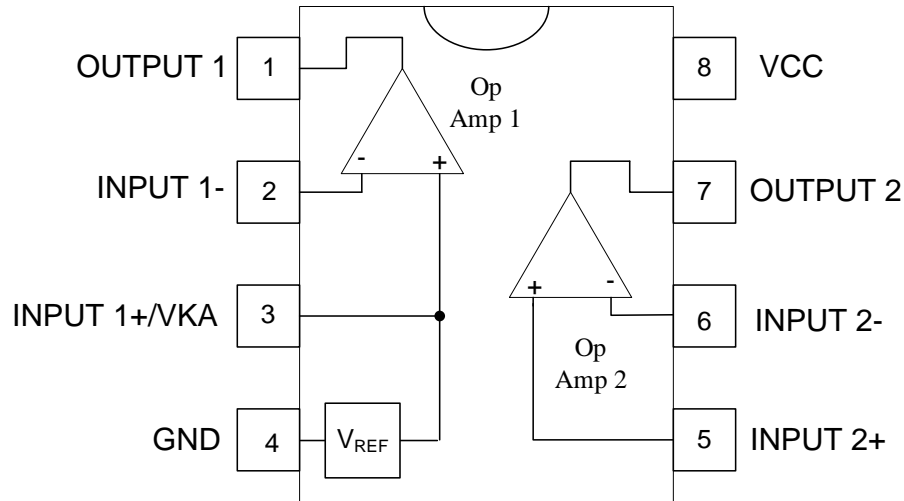 OUTPUT 1
1
Op
Amp 1
8
VCC
-
+
INPUT 1-
2
7
OUTPUT 2
+
-
INPUT 1+/VKA
3
6
INPUT 2-
Op
Amp 2
GND
4
VREF
5
INPUT 2+